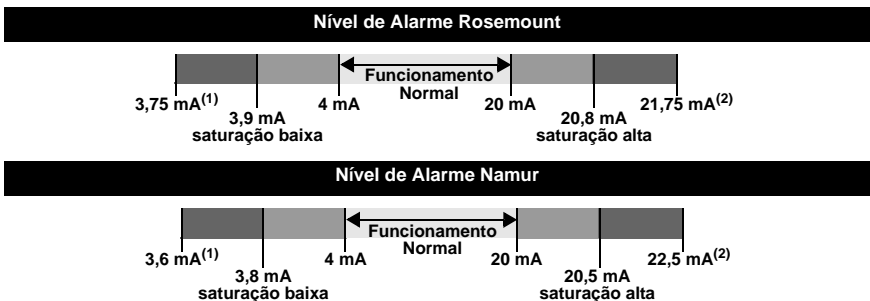 Nível de Alarme Rosemount
Funcionamento
Normal
3,75 mA(1) 4 mA 20 mA 21,75 mA(2)
3,9 mA 20,8 mA
saturação baixa saturação alta
Nível de Alarme Namur
Funcionamento
Normal
3,6 mA(1) 4 mA 20 mA 22,5 mA(2)
3,8 mA 20,5 mA
saturação baixa saturação alta